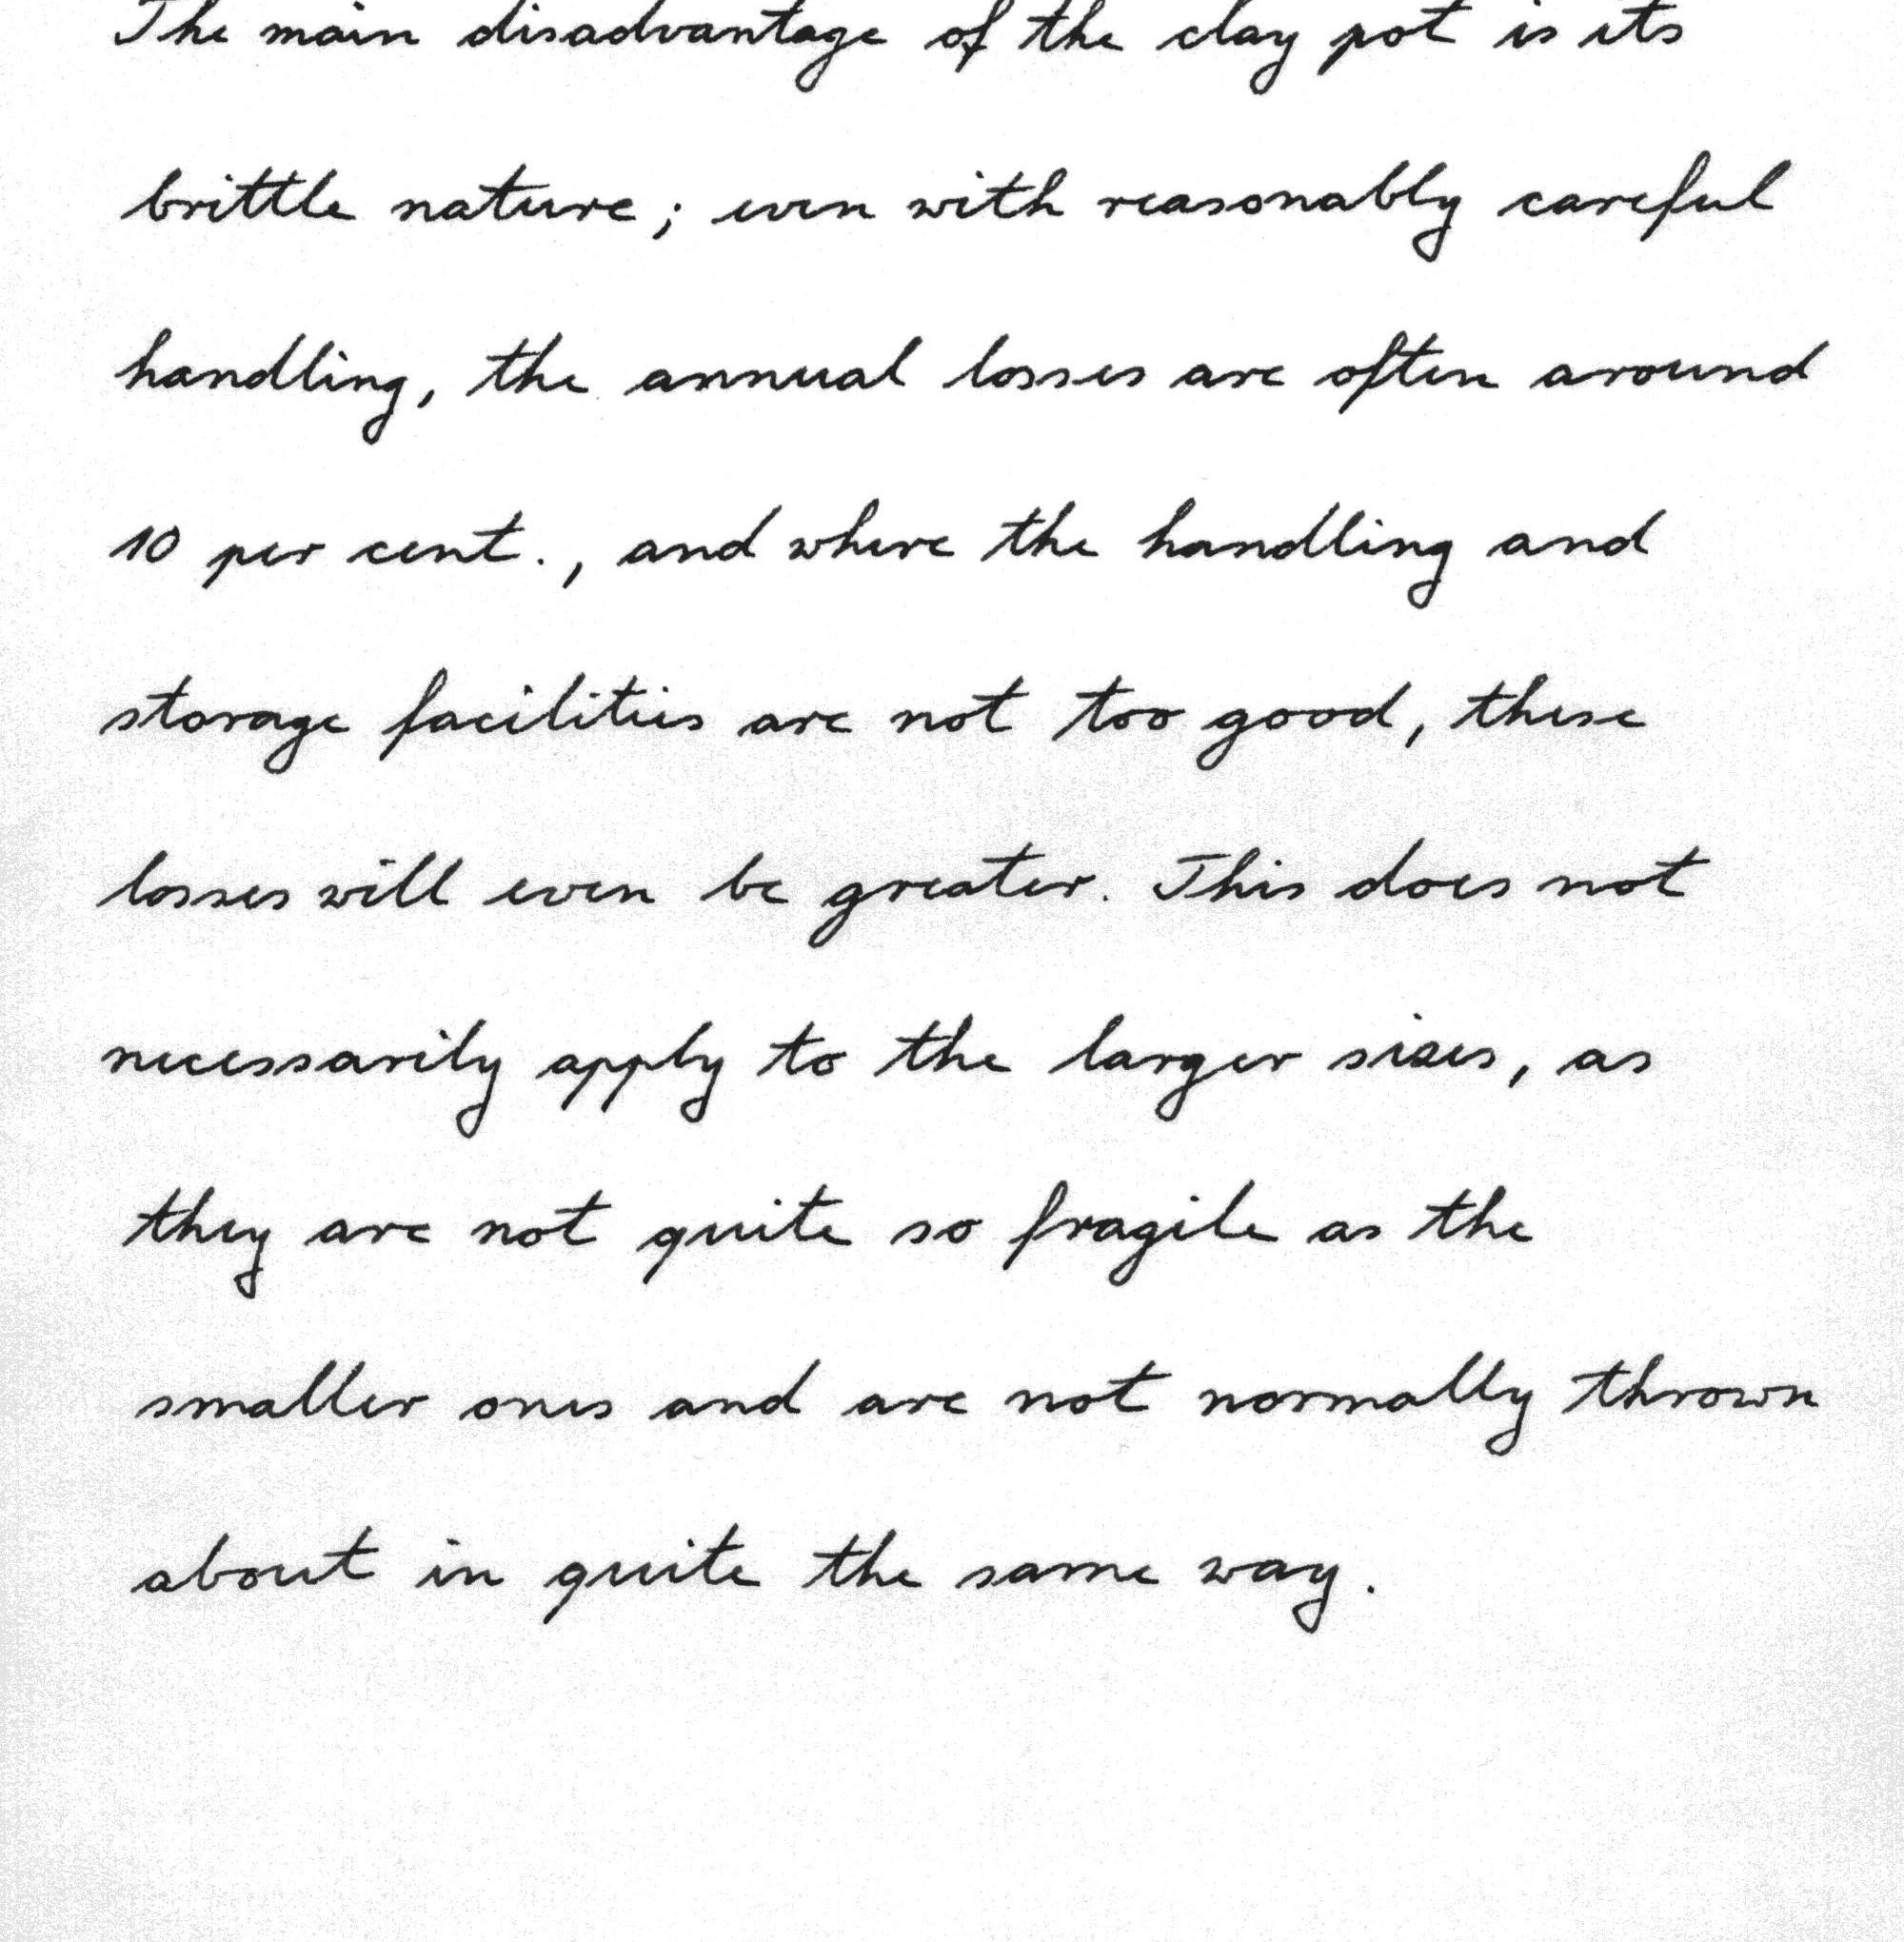 The main disadvantage of the clay pot is its
brittle nature; even with reasonably careful
handling, the annual losses are often around
10 per cent., and where the handling and
storage facilities are not too good, these
losses will even be greater. This does not
necessarily apply to the larger sizes, as
they are not quite so fragile as the
smaller ones and are not normally thrown
about in quite the same way.